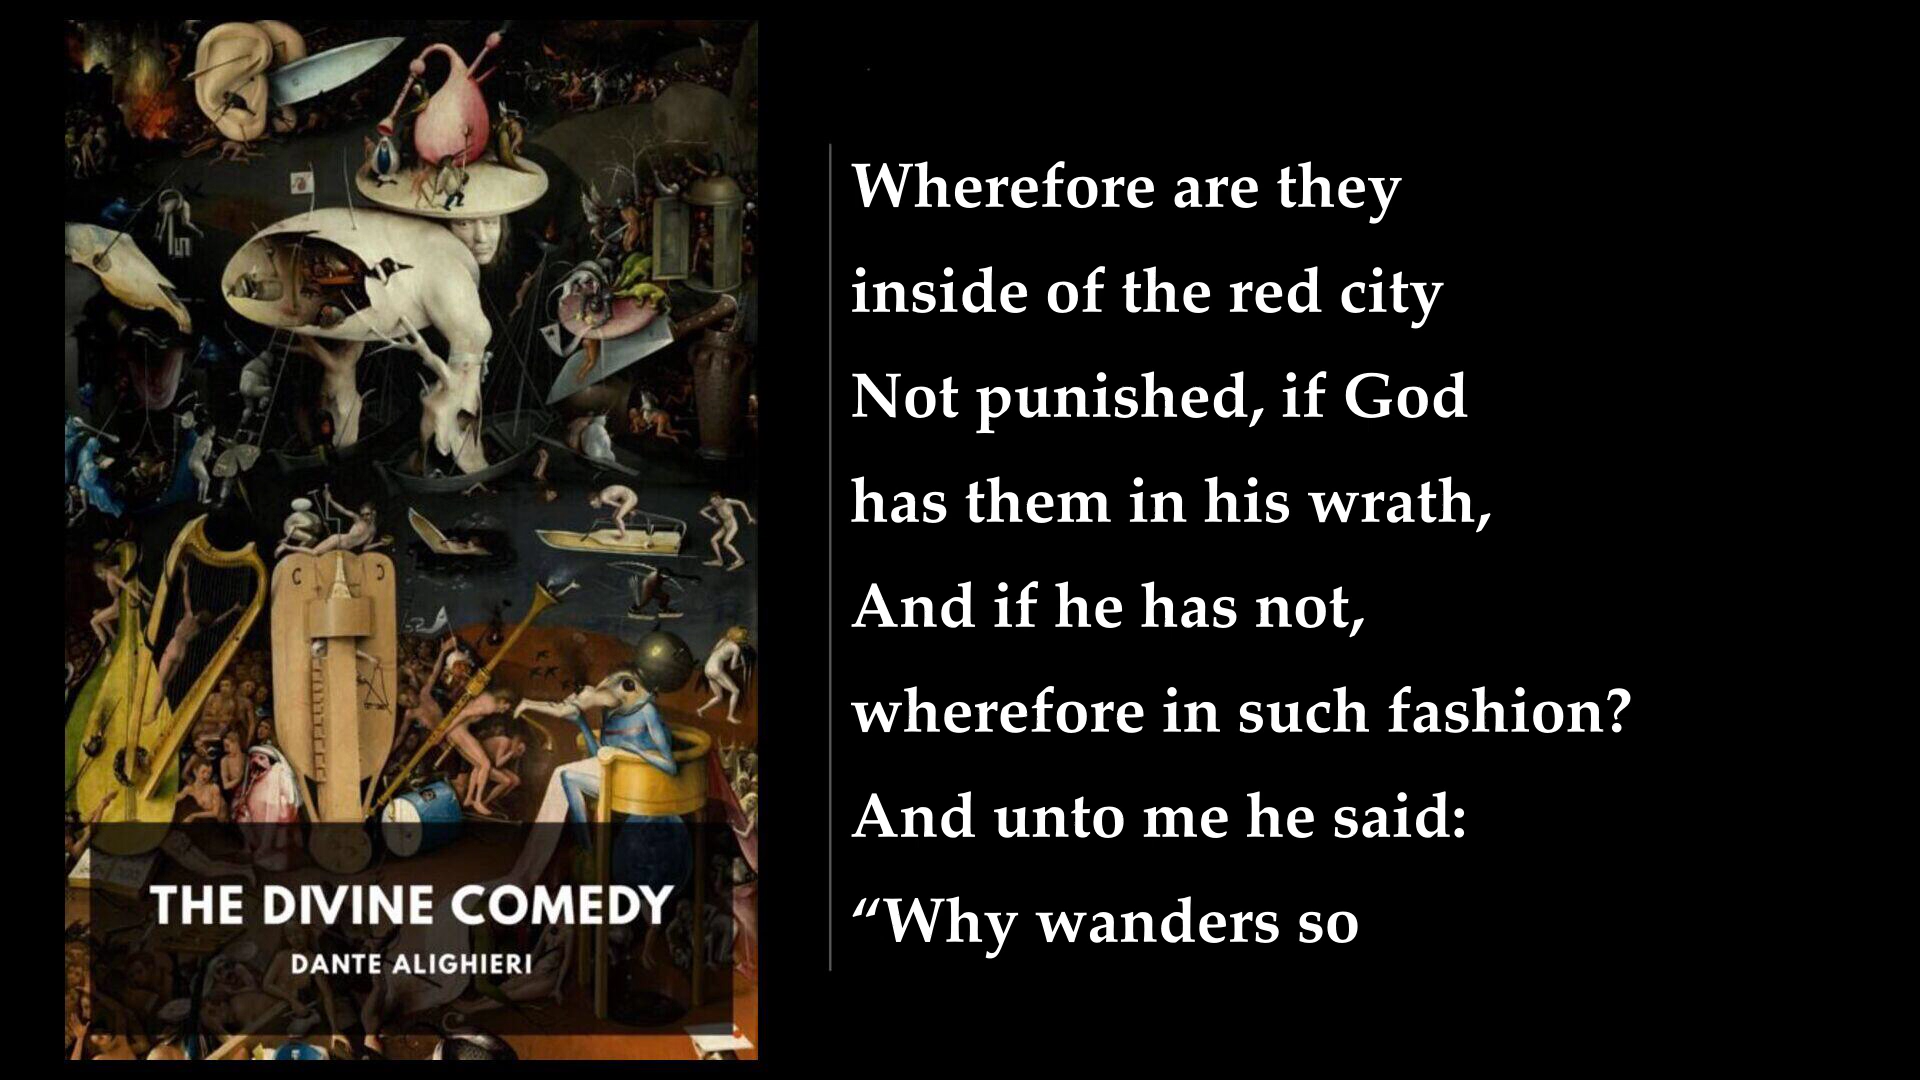 THE DIVINE COMEDY
DANTE ALIGHIERI
Wherefore are they
inside of the red city
Not punished, if God
has them in his wrath,
And if he has not,
wherefore in such fashion?
And unto me he said:
“Why wanders so